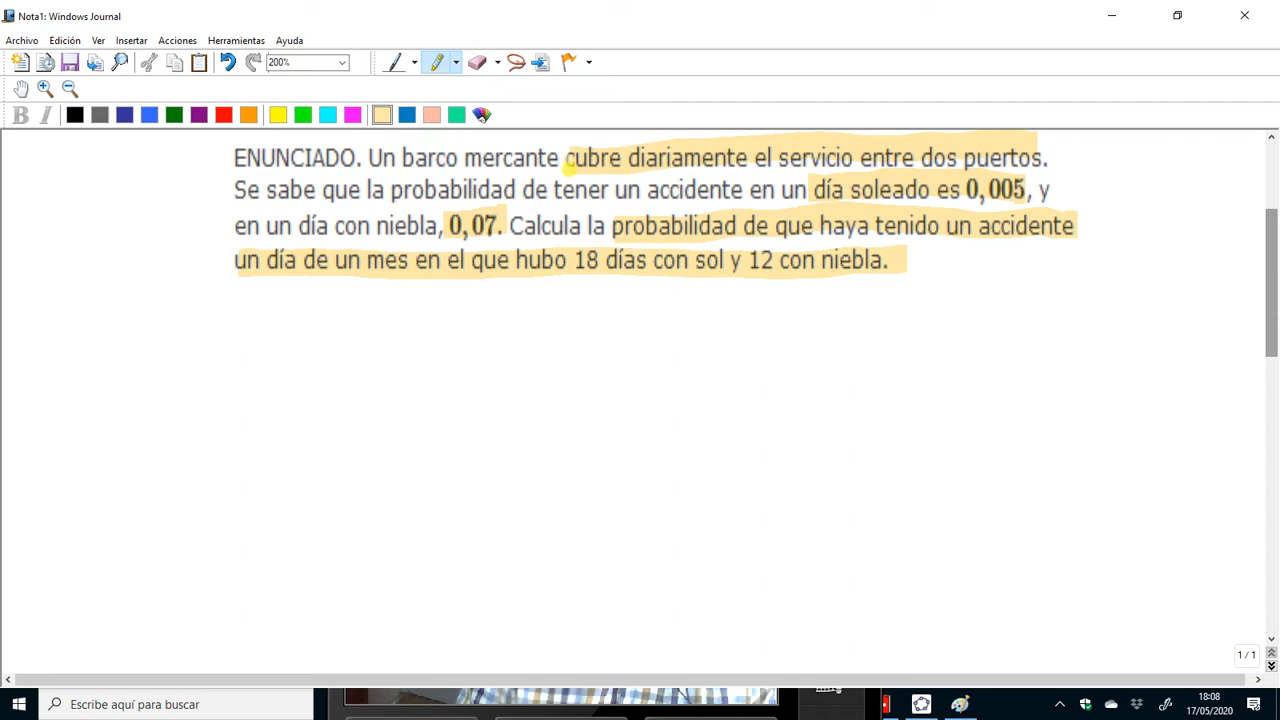 Nota1: Windows Journal
Archivo Edición Ver Insertar Acciones Herramientas Ayuda
200%
B I
ENUNCIADO. Un barco mercante cubre diariamente el servicio entre dos puertos.
Se sabe que la probabilidad de tener un accidente en un día soleado es 0,005, y
en un día con niebla, 0,07. Calcula la probabilidad de que haya tenido un accidente
un día de un mes en el que hubo 18 días con sol y 12 con niebla.
1 / 1
Escribe aquí para buscar
18:08
17/05/2020